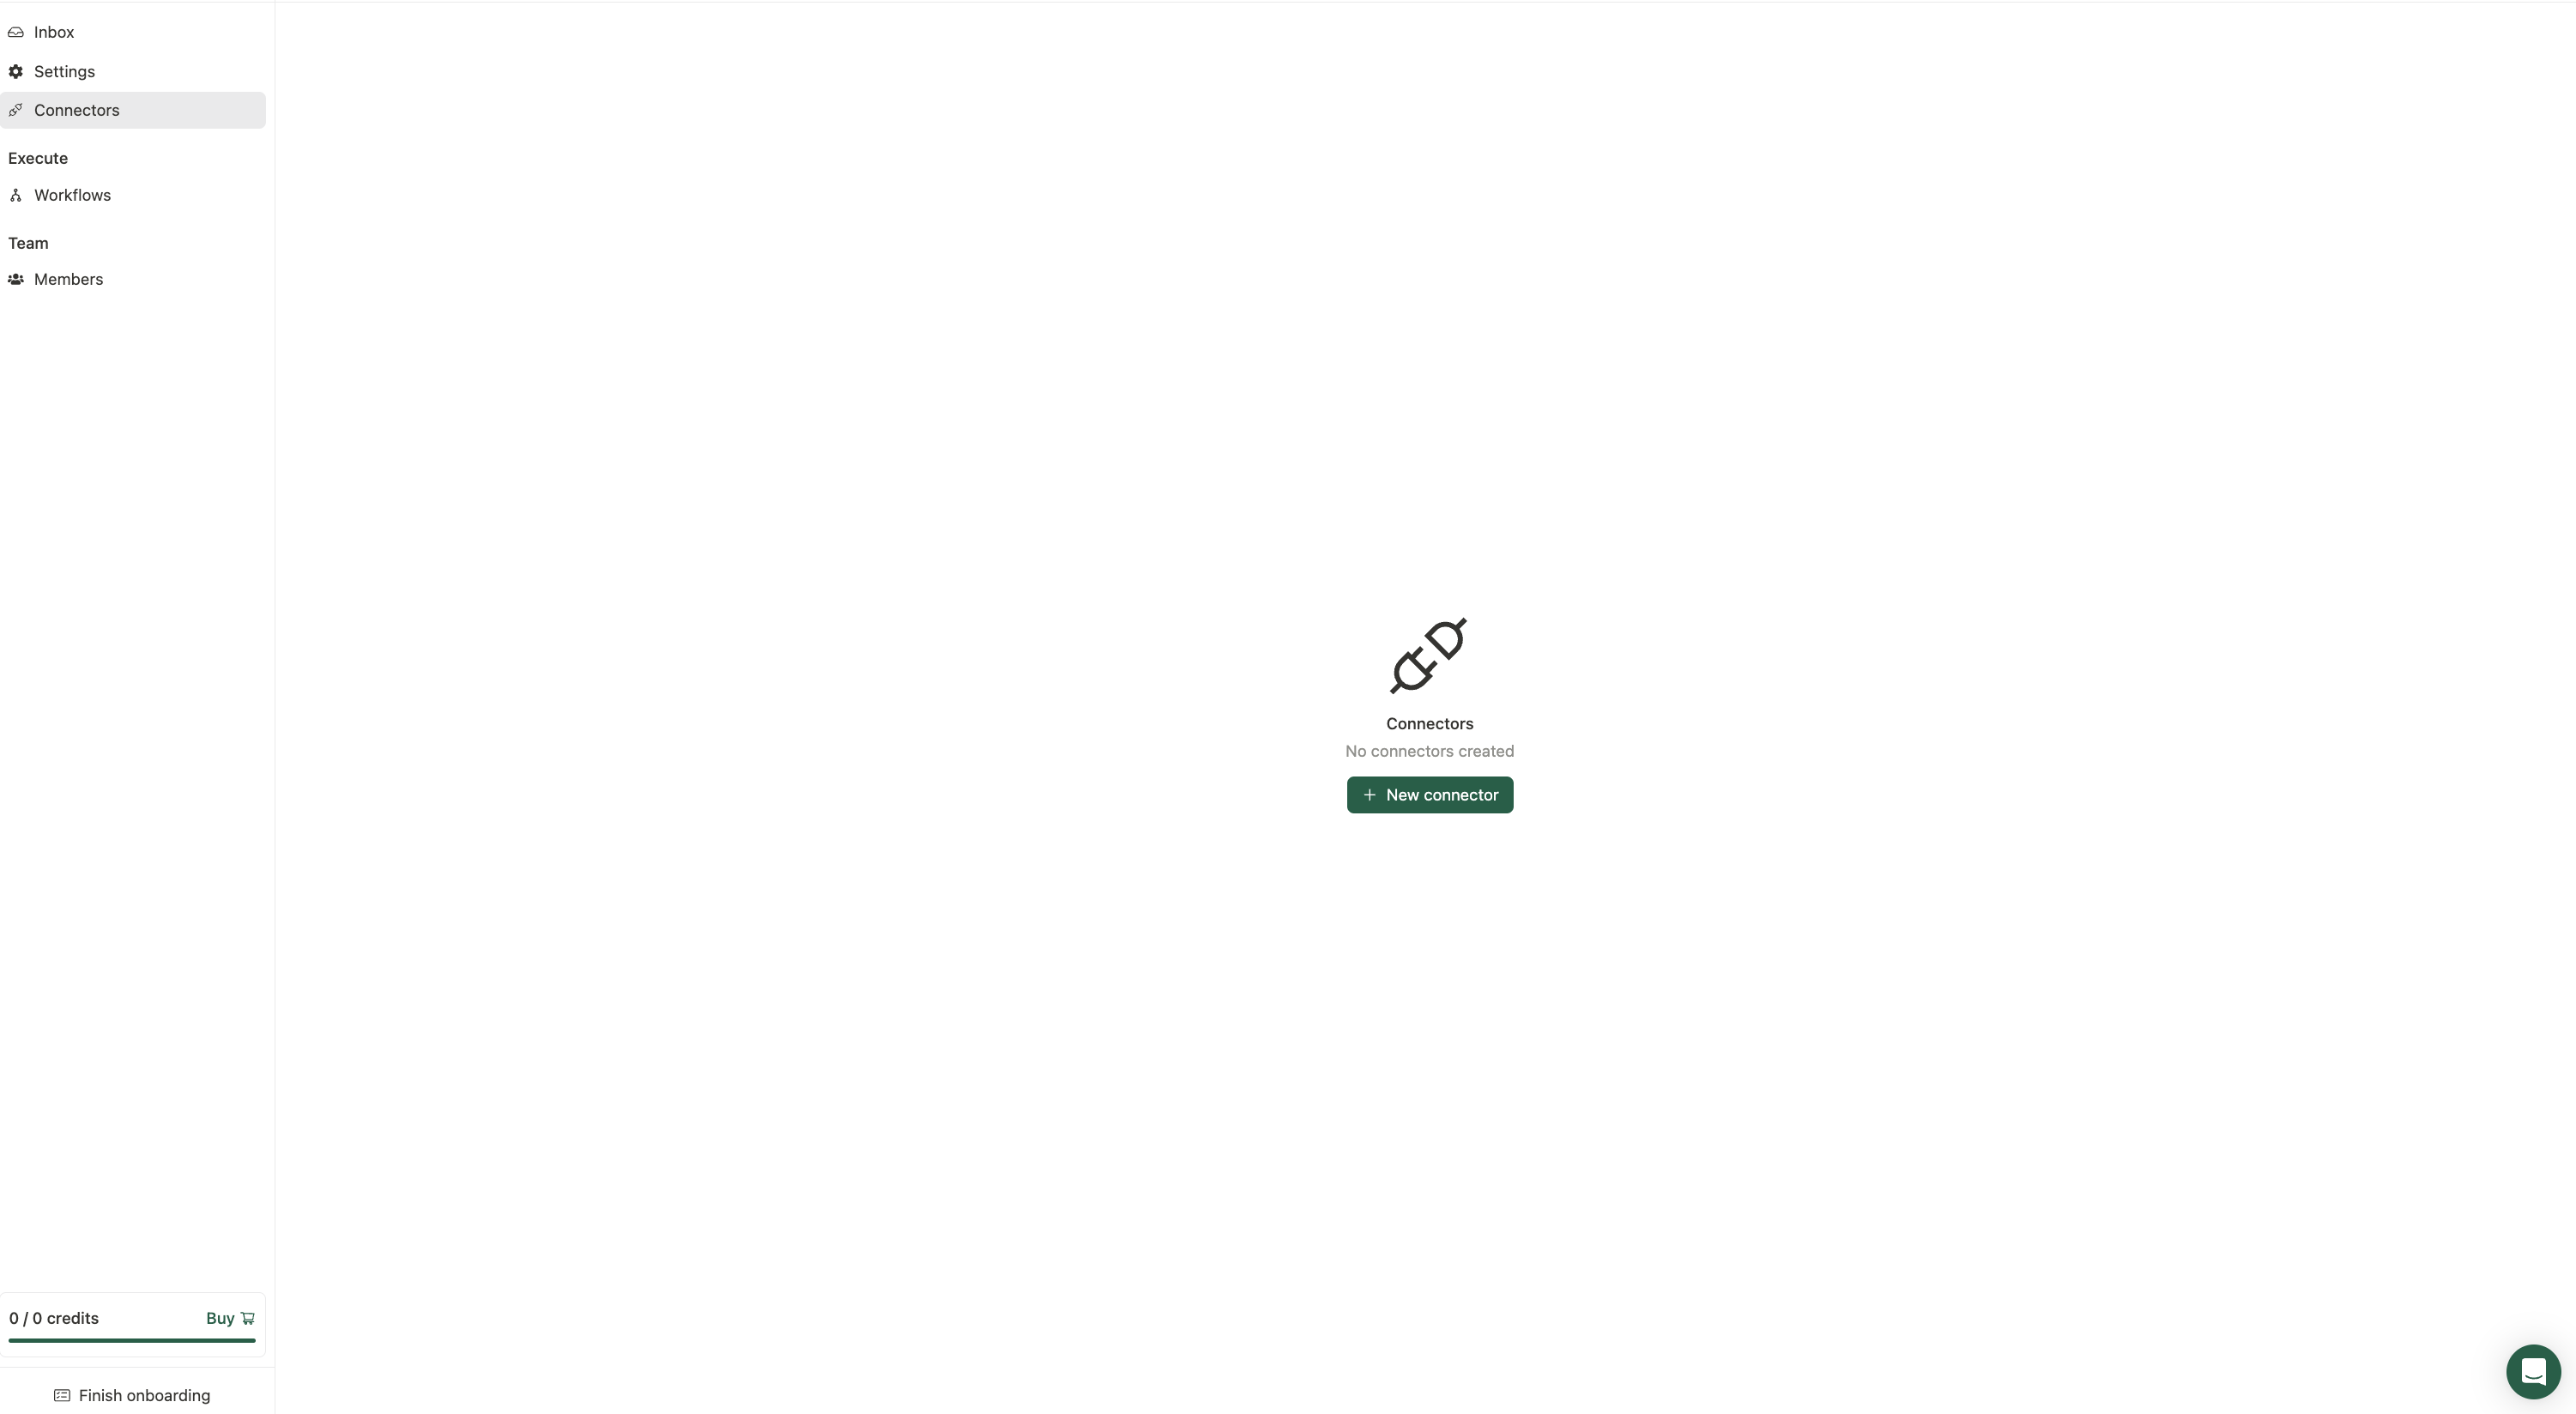 Inbox
Settings
Connectors
Execute
Workflows
Team
Members
Connectors
No connectors created
New connector
0 / 0 credits
Buy
Finish onboarding